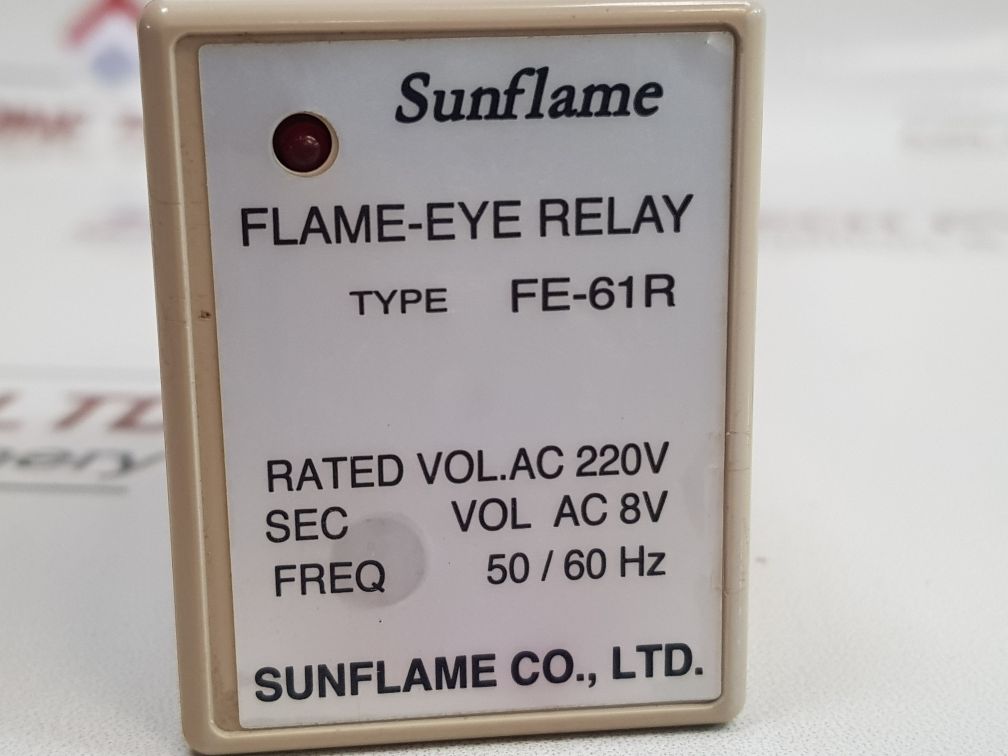 Sunflame
FLAME-EYE RELAY
TYPE FE-61R
RATED VOL.AC 220V
SEC VOL AC 8V
FREQ 50 / 60 Hz
SUNFLAME CO., LTD.